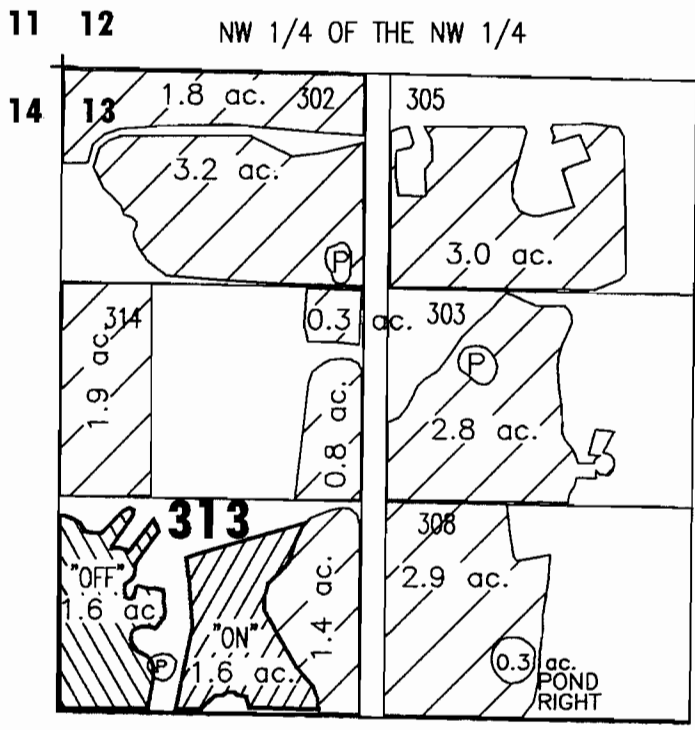 11 12 NW 1/4 OF THE NW 1/4
14 13 1.8 ac. 302 305
3.2 ac.
P
3.0 ac.
314 0.3 ac. 303
1.9 ac.
P
0.8 ac.
2.8 ac.
313
308
"OFF"
1.6 ac.
2.9 ac.
1.4 ac.
"ON"
1.6 ac.
P
0.3 ac.
POND
RIGHT